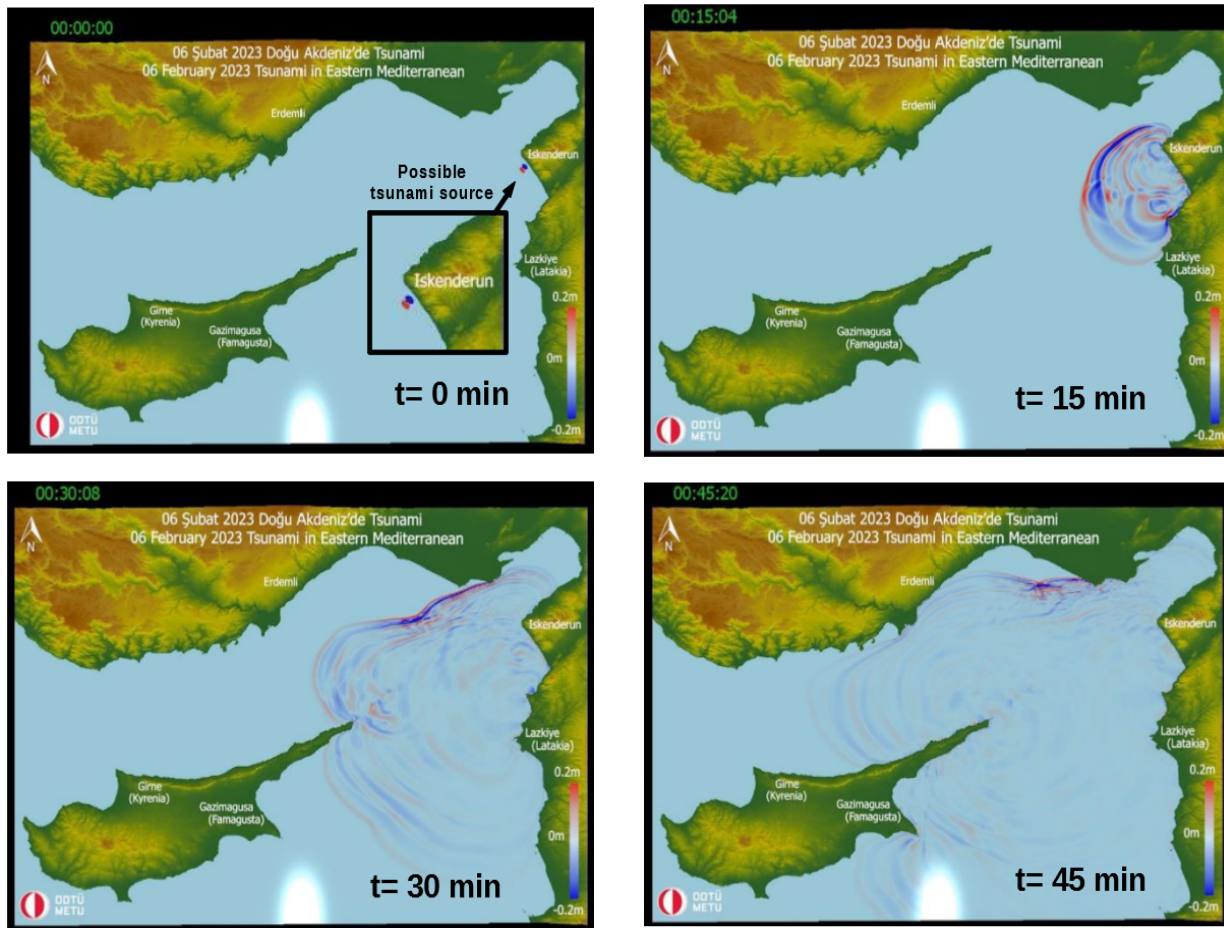 00:00:00
06 Şubat 2023 Doğu Akdeniz'de Tsunami
06 February 2023 Tsunami in Eastern Mediterranean
N
Erdemli
İskenderun
Possible
tsunami source
İskenderun
Lazkiye
(Latakia)
Girne
(Kyrenia)
Gazimagusa
(Famagusta)
0.2m
0m
-0.2m
t= 0 min
ODTÜ
METU
00:15:04
06 Şubat 2023 Doğu Akdeniz'de Tsunami
06 February 2023 Tsunami in Eastern Mediterranean
N
Erdemli
İskenderun
Lazkiye
(Latakia)
Girne
(Kyrenia)
Gazimagusa
(Famagusta)
0.2m
0m
-0.2m
t= 15 min
ODTÜ
METU
00:30:08
06 Şubat 2023 Doğu Akdeniz'de Tsunami
06 February 2023 Tsunami in Eastern Mediterranean
N
Erdemli
İskenderun
Lazkiye
(Latakia)
Girne
(Kyrenia)
Gazimagusa
(Famagusta)
0.2m
0m
-0.2m
t= 30 min
ODTÜ
METU
00:45:20
06 Şubat 2023 Doğu Akdeniz'de Tsunami
06 February 2023 Tsunami in Eastern Mediterranean
N
Erdemli
İskenderun
Lazkiye
(Latakia)
Girne
(Kyrenia)
Gazimagusa
(Famagusta)
0.2m
0m
-0.2m
t= 45 min
ODTÜ
METU